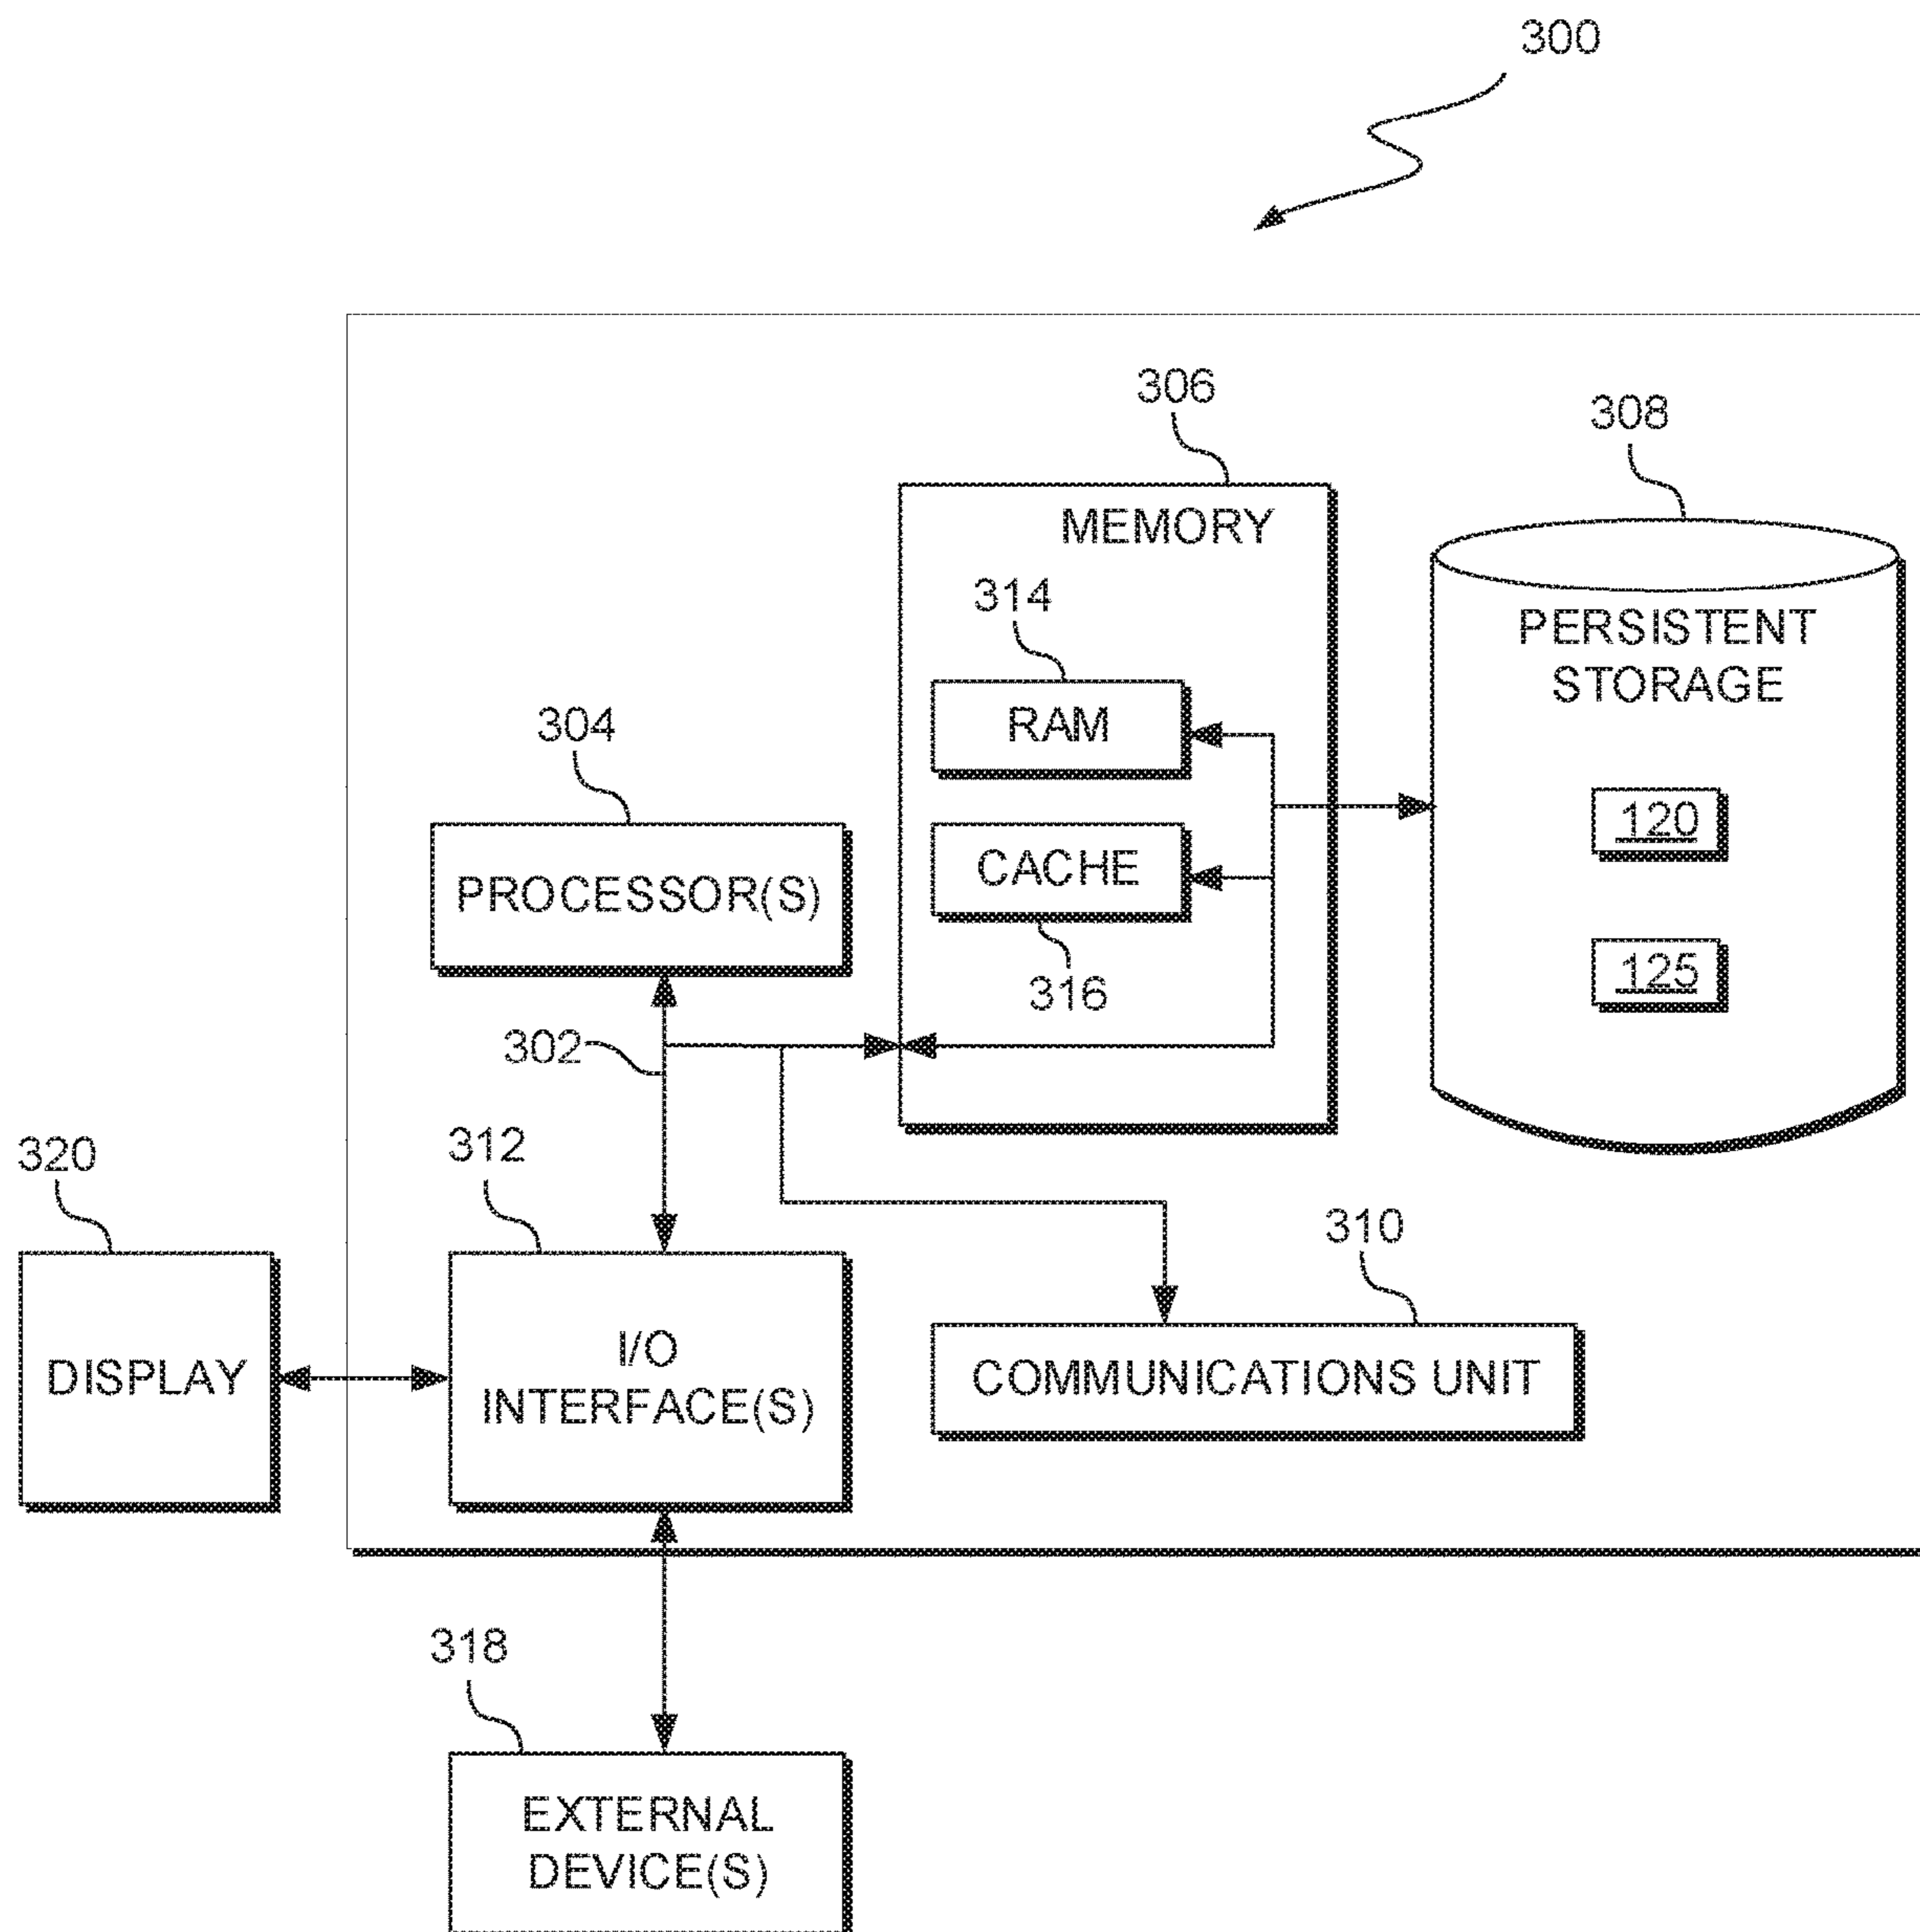 300
306
308
MEMORY
314
PERSISTENT
STORAGE
RAM
304
120
CACHE
PROCESSOR(S)
125
316
302
312
320
310
I/O
INTERFACE(S)
DISPLAY
COMMUNICATIONS UNIT
318
EXTERNAL
DEVICE(S)